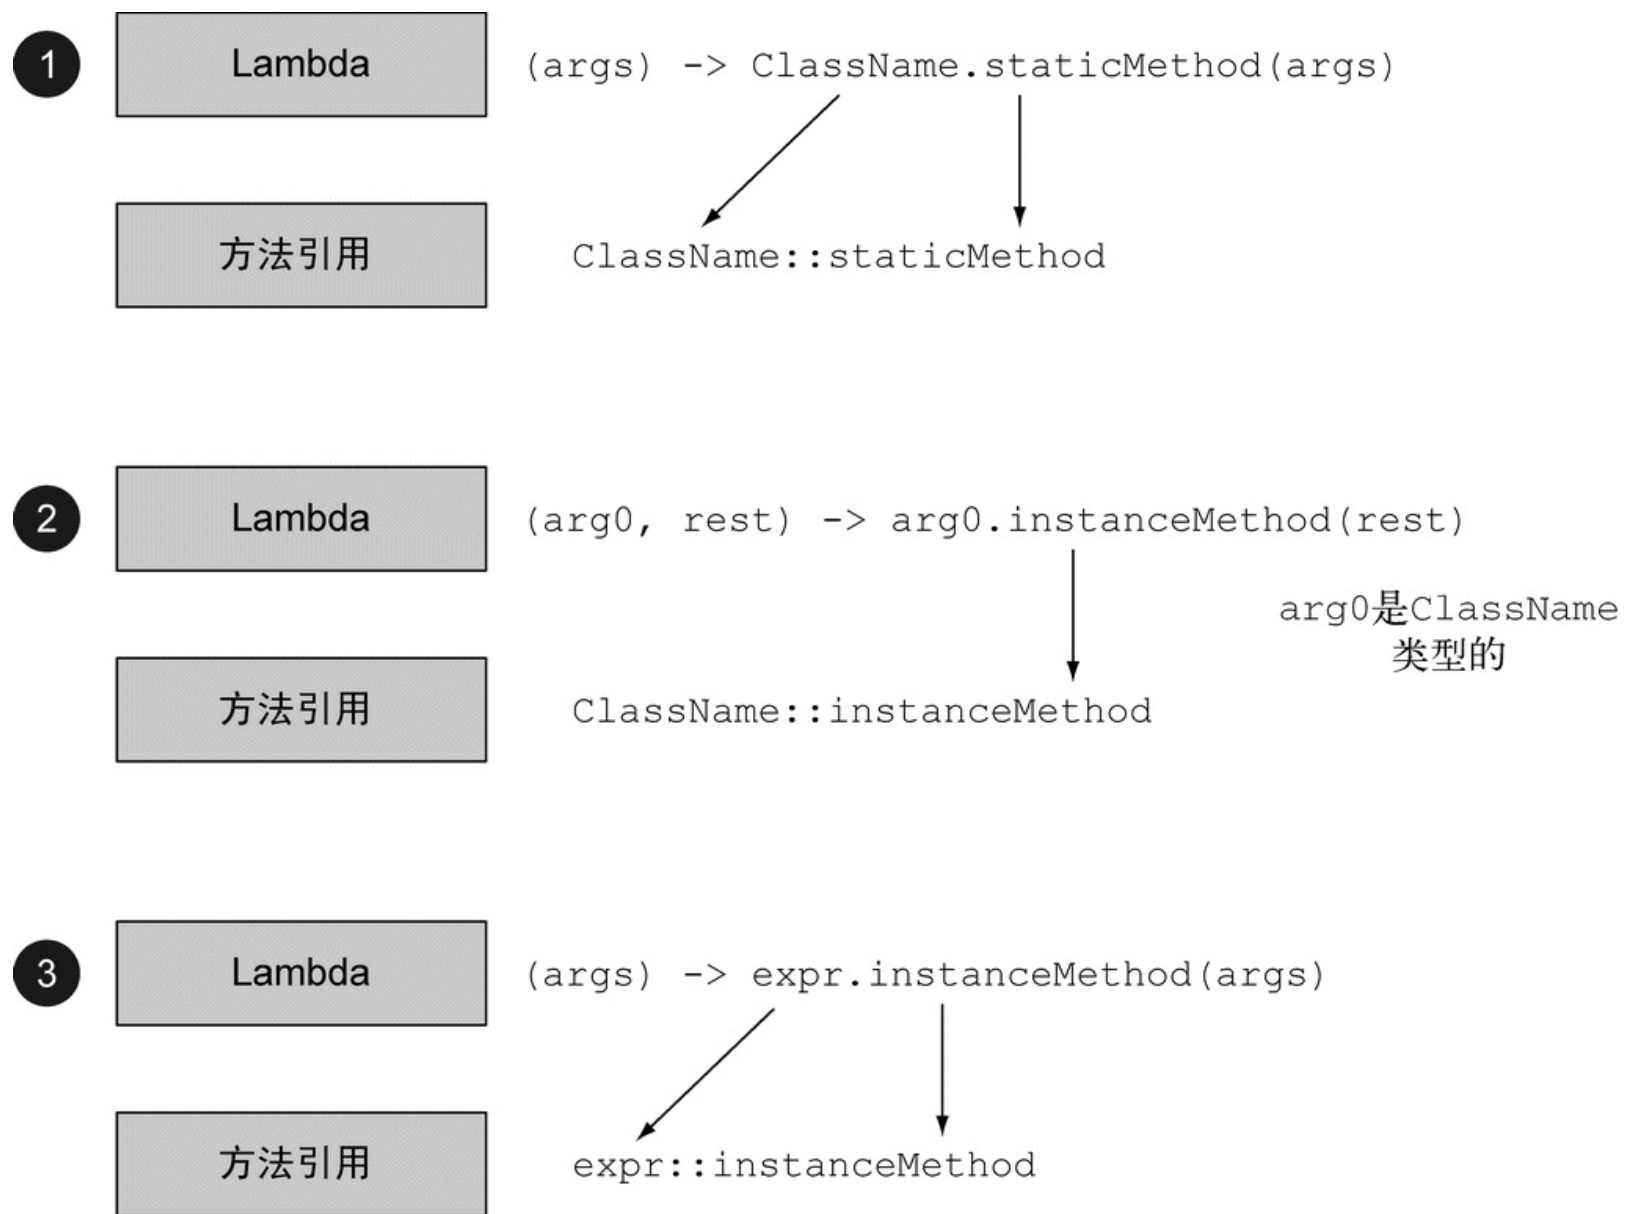 1 Lambda (args) -> ClassName.staticMethod(args)
方法引用 ClassName::staticMethod
2 Lambda (arg0, rest) -> arg0.instanceMethod(rest)
arg0是ClassName
类型的
方法引用 ClassName::instanceMethod
3 Lambda (args) -> expr.instanceMethod(args)
方法引用 expr::instanceMethod